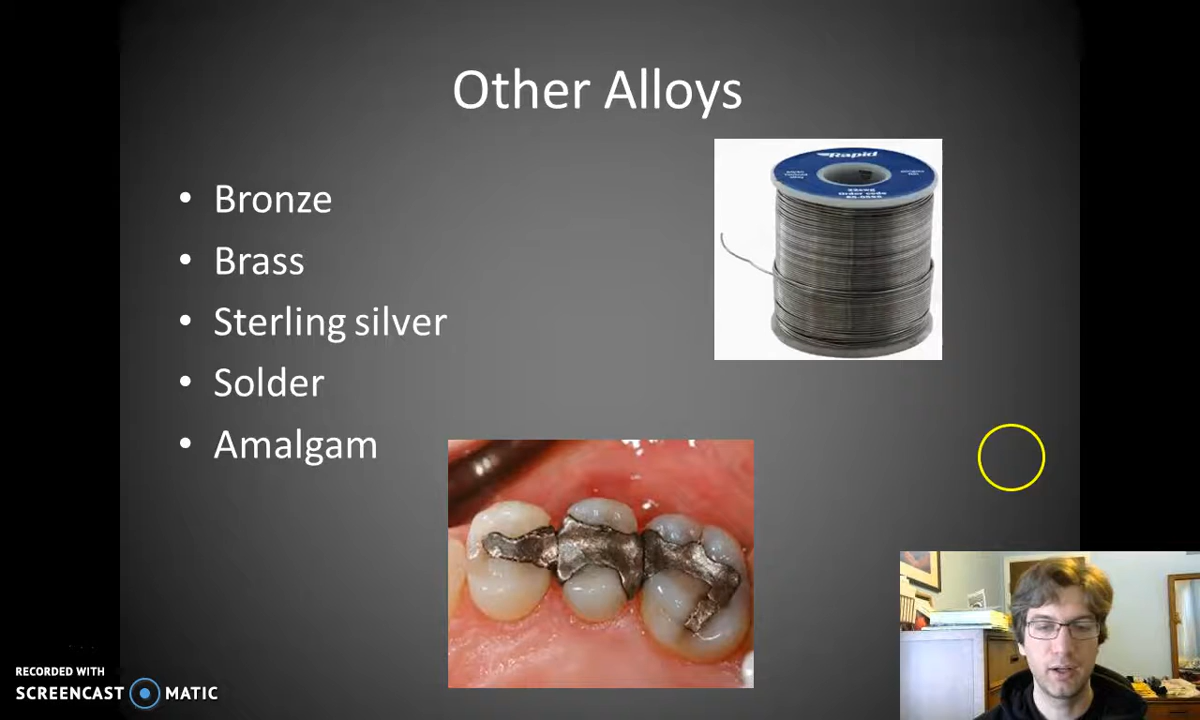 Other Alloys
• Bronze
• Brass
• Sterling silver
• Solder
• Amalgam
Rapid
RECORDED WITH
SCREENCAST MATIC